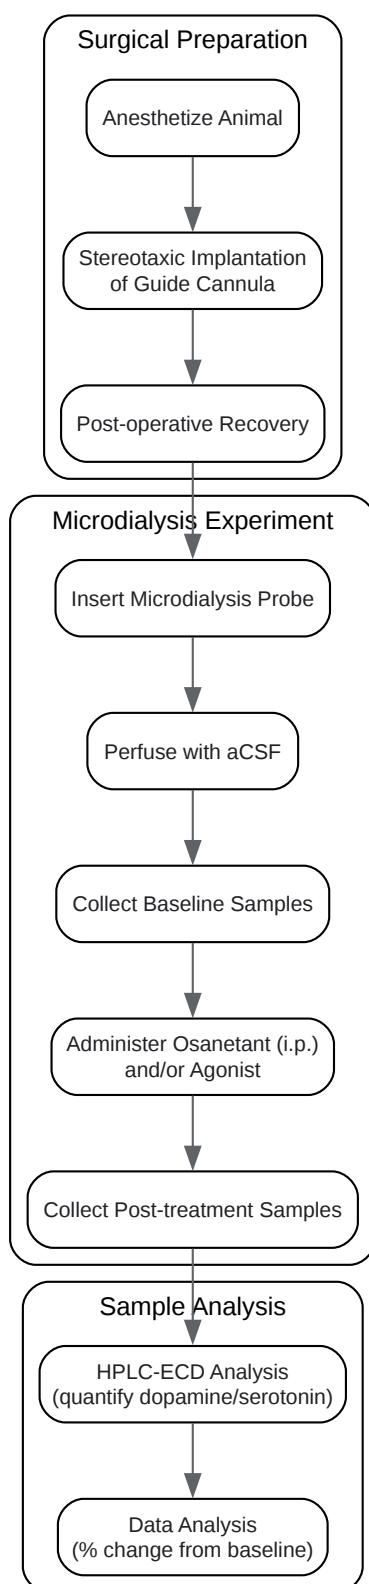 Surgical Preparation
Anesthetize Animal
Stereotaxic Implantation
of Guide Cannula
Post-operative Recovery
Microdialysis Experiment
Insert Microdialysis Probe
Perfuse with aCSF
Collect Baseline Samples
Administer Osanetant (i.p.)
and/or Agonist
Collect Post-treatment Samples
Sample Analysis
HPLC-ECD Analysis
(quantify dopamine/serotonin)
Data Analysis
(% change from baseline)